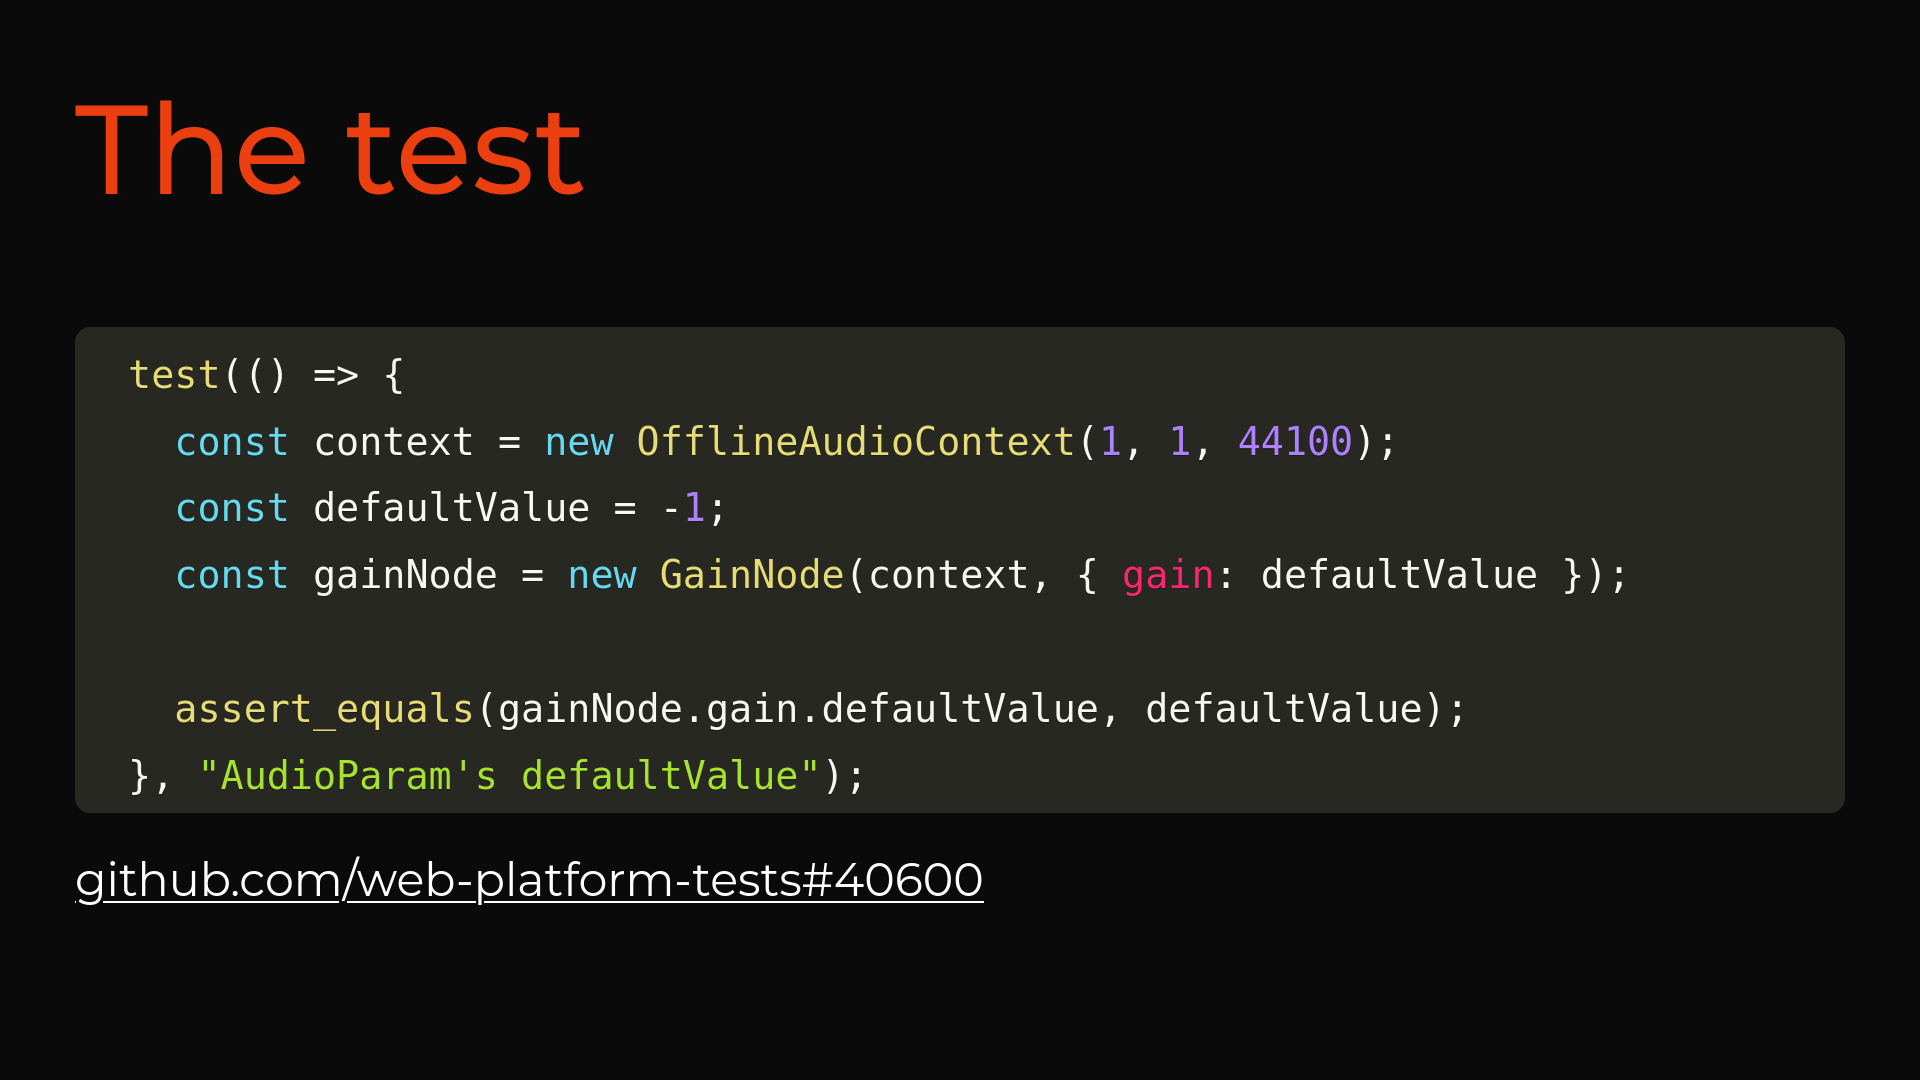 The test
test(() => {
  const context = new OfflineAudioContext(1, 1, 44100);
  const defaultValue = -1;
  const gainNode = new GainNode(context, { gain: defaultValue });
  assert_equals(gainNode.gain.defaultValue, defaultValue);
}, "AudioParam's defaultValue");
github.com/web-platform-tests#40600